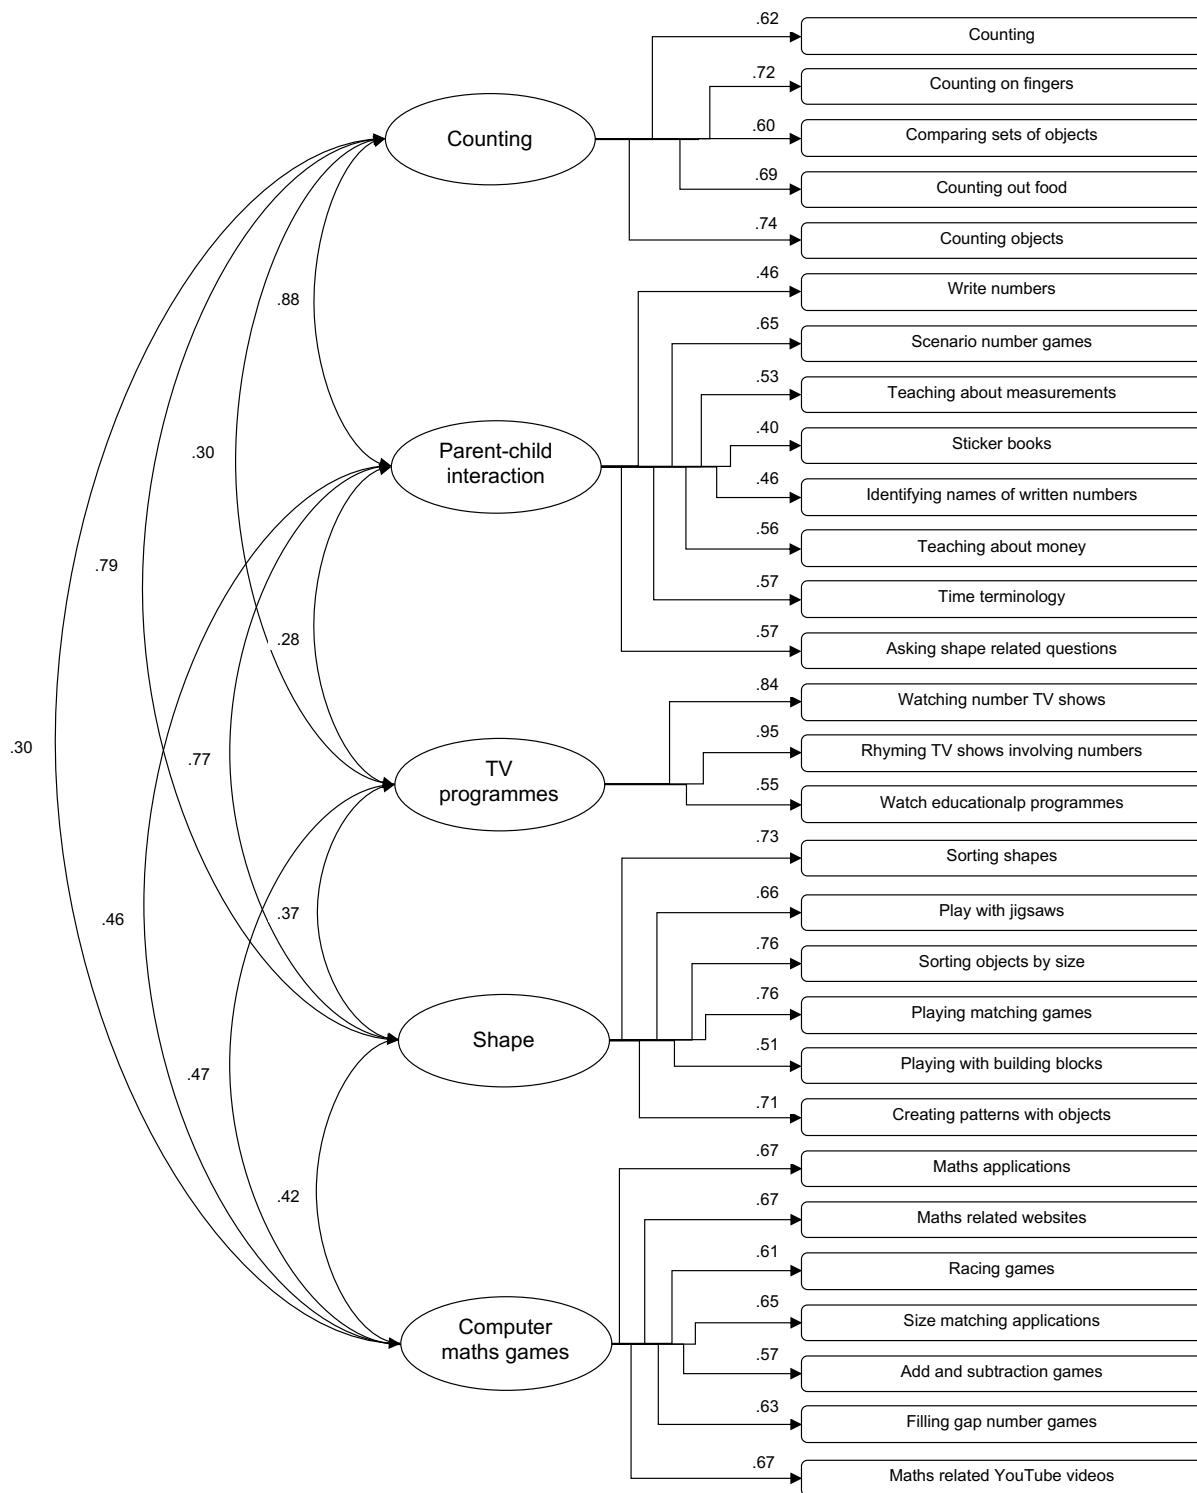 .62
Counting
.72
Counting on fingers
Counting
.60
Comparing sets of objects
.69
Counting out food
.74
Counting objects
.88
.46
Write numbers
.65
Scenario number games
.53
Teaching about measurements
.30
Parent-child
interaction
.40
Sticker books
.46
Identifying names of written numbers
.79
.56
Teaching about money
.57
Time terminology
.28
.57
Asking shape related questions
.84
Watching number TV shows
.30
.77
TV
programmes
.95
Rhyming TV shows involving numbers
.55
Watch educationalp programmes
.73
Sorting shapes
.46
.37
.66
Play with jigsaws
.76
Sorting objects by size
Shape
.76
Playing matching games
.47
.51
Playing with building blocks
.71
Creating patterns with objects
.67
Maths applications
.42
.67
Maths related websites
.61
Racing games
Computer
maths games
.65
Size matching applications
.57
Add and subtraction games
.63
Filling gap number games
.67
Maths related YouTube videos